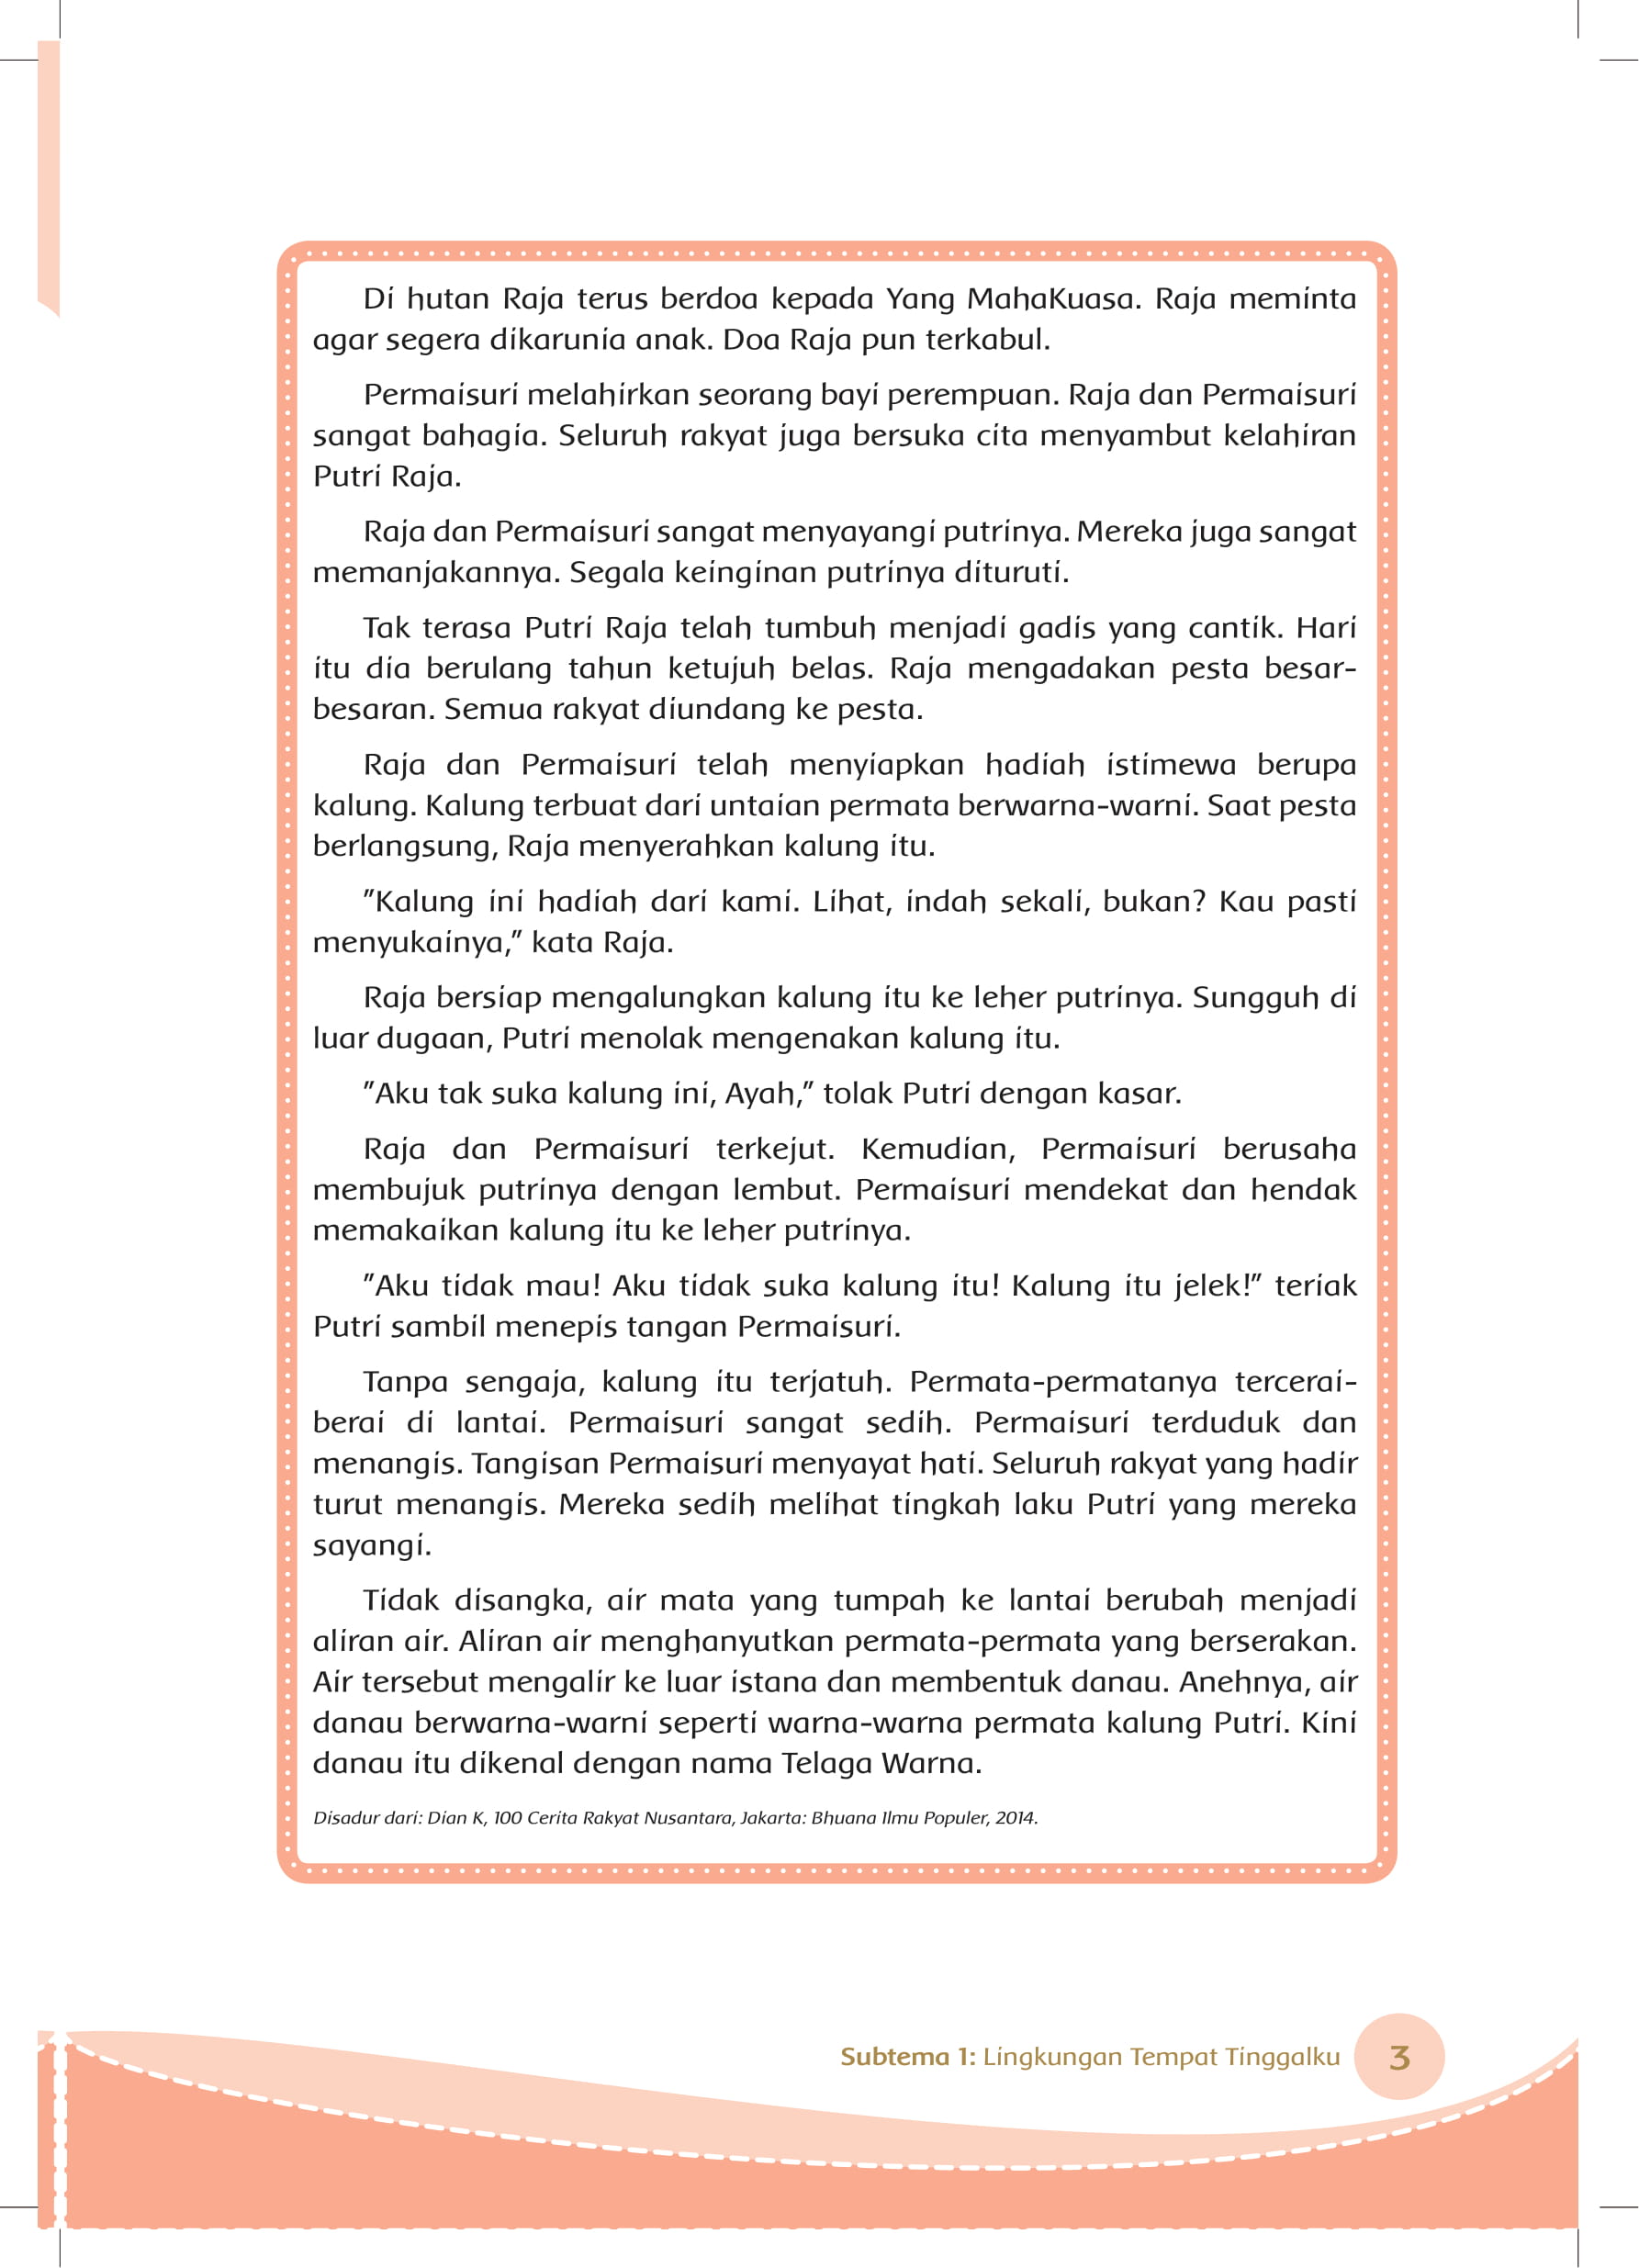 Di hutan Raja terus berdoa kepada Yang MahaKuasa. Raja meminta
agar segera dikarunia anak. Doa Raja pun terkabul.
Permaisuri melahirkan seorang bayi perempuan. Raja dan Permaisuri
sangat bahagia. Seluruh rakyat juga bersuka cita menyambut kelahiran
Putri Raja.
Raja dan Permaisuri sangat menyayangi putrinya. Mereka juga sangat
memanjakannya. Segala keinginan putrinya dituruti.
Tak terasa Putri Raja telah tumbuh menjadi gadis yang cantik. Hari
itu dia berulang tahun ketujuh belas. Raja mengadakan pesta besar-
besaran. Semua rakyat diundang ke pesta.
Raja dan Permaisuri telah menyiapkan hadiah istimewa berupa
kalung. Kalung terbuat dari untaian permata berwarna-warni. Saat pesta
berlangsung, Raja menyerahkan kalung itu.
"Kalung ini hadiah dari kami. Lihat, indah sekali, bukan? Kau pasti
menyukainya," kata Raja.
Raja bersiap mengalungkan kalung itu ke leher putrinya. Sungguh di
luar dugaan, Putri menolak mengenakan kalung itu.
"Aku tak suka kalung ini, Ayah," tolak Putri dengan kasar.
Raja dan Permaisuri terkejut. Kemudian, Permaisuri berusaha
membujuk putrinya dengan lembut. Permaisuri mendekat dan hendak
memakaikan kalung itu ke leher putrinya.
"Aku tidak mau! Aku tidak suka kalung itu! Kalung itu jelek!" teriak
Putri sambil menepis tangan Permaisuri.
Tanpa sengaja, kalung itu terjatuh. Permata-permatanya tercerai-
berai di lantai. Permaisuri sangat sedih. Permaisuri terduduk dan
menangis. Tangisan Permaisuri menyayat hati. Seluruh rakyat yang hadir
turut menangis. Mereka sedih melihat tingkah laku Putri yang mereka
sayangi.
Tidak disangka, air mata yang tumpah ke lantai berubah menjadi
aliran air. Aliran air menghanyutkan permata-permata yang berserakan.
Air tersebut mengalir ke luar istana dan membentuk danau. Anehnya, air
danau berwarna-warni seperti warna-warna permata kalung Putri. Kini
danau itu dikenal dengan nama Telaga Warna.
Disadur dari: Dian K, 100 Cerita Rakyat Nusantara, Jakarta: Bhuana Ilmu Populer, 2014.
Subtema 1: Lingkungan Tempat Tinggalku 3